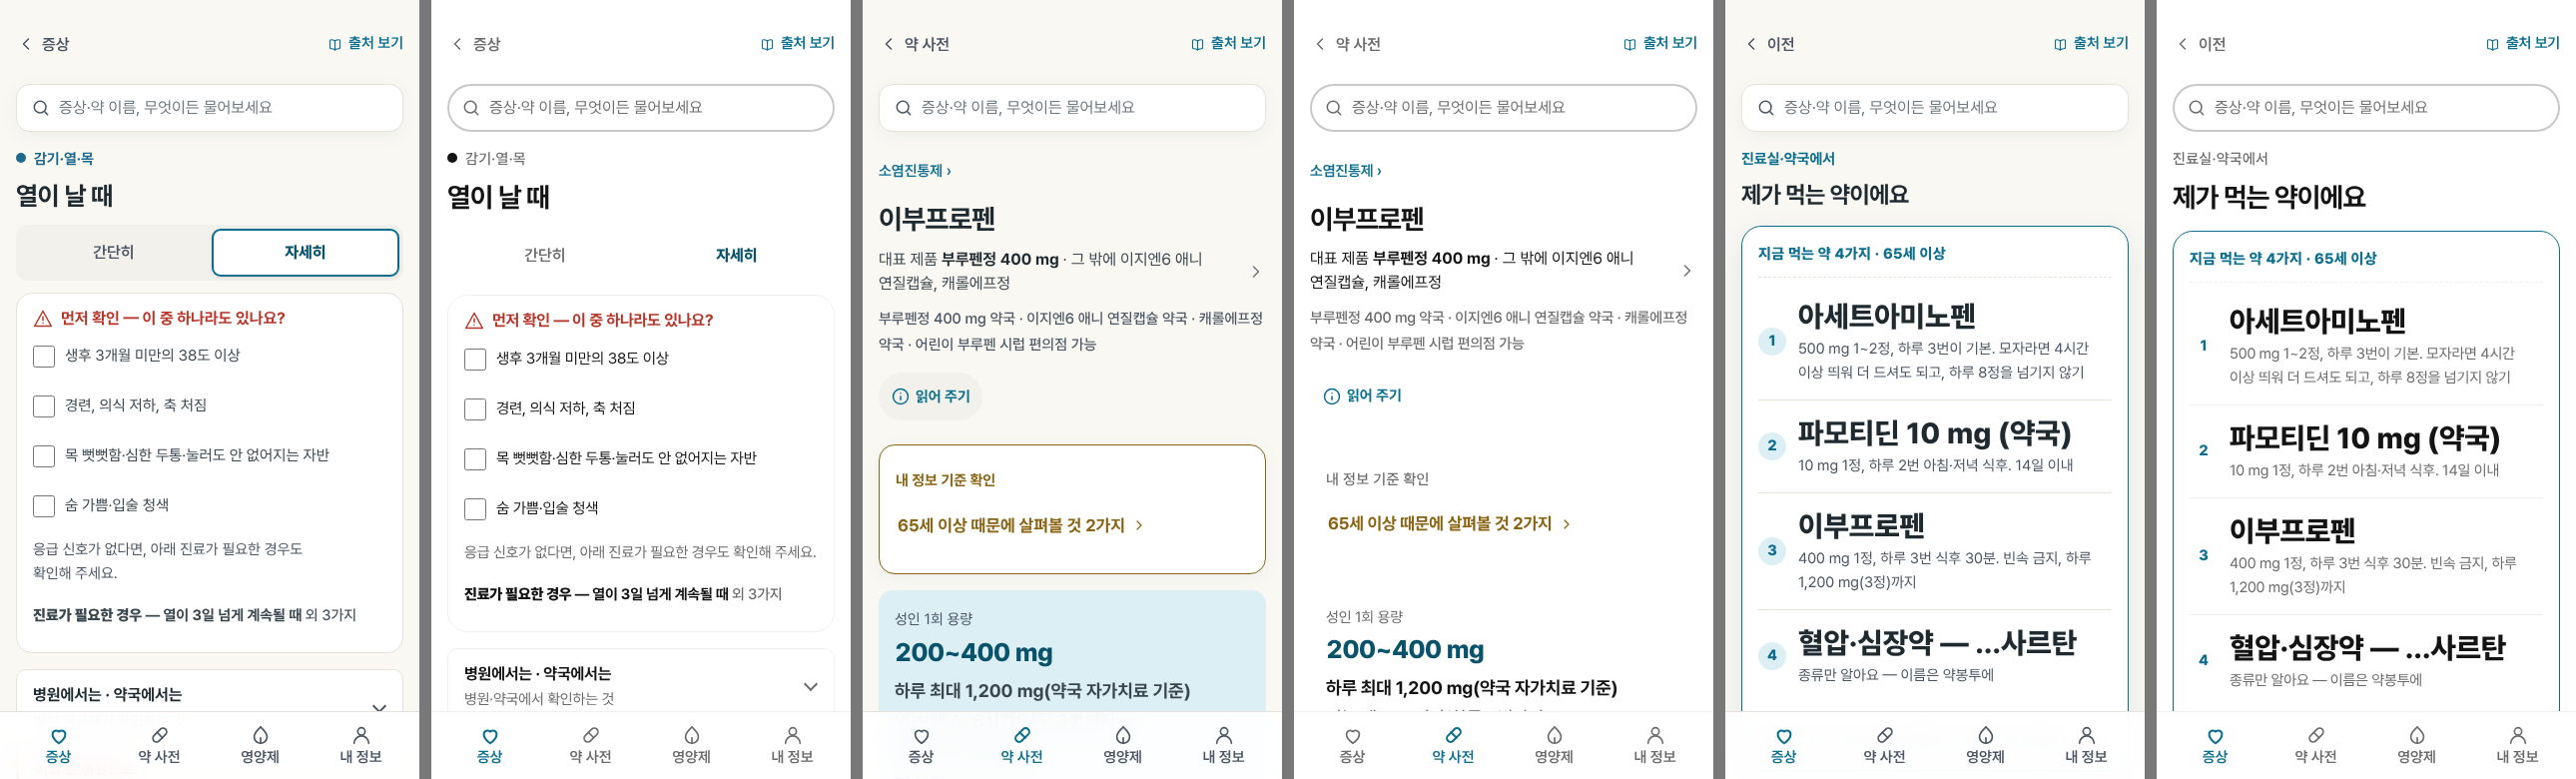 증상
출처 보기
증상·약 이름, 무엇이든 물어보세요
감기·열·목
열이 날 때
간단히
자세히
먼저 확인 — 이 중 하나라도 있나요?
생후 3개월 미만의 38도 이상
경련, 의식 저하, 축 처짐
목 뻣뻣함·심한 두통·눌러도 안 없어지는 자반
숨 가쁨·입술 청색
응급 신호가 없다면, 아래 진료가 필요한 경우도
확인해 주세요.
진료가 필요한 경우 — 열이 3일 넘게 계속될 때 외 3가지
병원에서는 · 약국에서는
증상
약 사전
영양제
내 정보
증상
출처 보기
증상·약 이름, 무엇이든 물어보세요
감기·열·목
열이 날 때
간단히
자세히
먼저 확인 — 이 중 하나라도 있나요?
생후 3개월 미만의 38도 이상
경련, 의식 저하, 축 처짐
목 뻣뻣함·심한 두통·눌러도 안 없어지는 자반
숨 가쁨·입술 청색
응급 신호가 없다면, 아래 진료가 필요한 경우도 확인해 주세요.
진료가 필요한 경우 — 열이 3일 넘게 계속될 때 외 3가지
병원에서는 · 약국에서는
병원·약국에서 확인하는 것
증상
약 사전
영양제
내 정보
약 사전
출처 보기
증상·약 이름, 무엇이든 물어보세요
소염진통제 ›
이부프로펜
대표 제품 부루펜정 400 mg · 그 밖에 이지엔6 애니
연질캡슐, 캐롤에프정
부루펜정 400 mg 약국 · 이지엔6 애니 연질캡슐 약국 · 캐롤에프정
약국 · 어린이 부루펜 시럽 편의점 가능
읽어 주기
내 정보 기준 확인
65세 이상 때문에 살펴볼 것 2가지
성인 1회 용량
200~400 mg
하루 최대 1,200 mg(약국 자가치료 기준)
증상
약 사전
영양제
내 정보
약 사전
출처 보기
증상·약 이름, 무엇이든 물어보세요
소염진통제 ›
이부프로펜
대표 제품 부루펜정 400 mg · 그 밖에 이지엔6 애니
연질캡슐, 캐롤에프정
부루펜정 400 mg 약국 · 이지엔6 애니 연질캡슐 약국 · 캐롤에프정
약국 · 어린이 부루펜 시럽 편의점 가능
읽어 주기
내 정보 기준 확인
65세 이상 때문에 살펴볼 것 2가지
성인 1회 용량
200~400 mg
하루 최대 1,200 mg(약국 자가치료 기준)
증상
약 사전
영양제
내 정보
이전
출처 보기
증상·약 이름, 무엇이든 물어보세요
진료실·약국에서
제가 먹는 약이에요
지금 먹는 약 4가지 · 65세 이상
1
아세트아미노펜
500 mg 1~2정, 하루 3번이 기본. 모자라면 4시간
이상 띄워 더 드셔도 되고, 하루 8정을 넘기지 않기
2
파모티딘 10 mg (약국)
10 mg 1정, 하루 2번 아침·저녁 식후. 14일 이내
3
이부프로펜
400 mg 1정, 하루 3번 식후 30분. 빈속 금지, 하루
1,200 mg(3정)까지
4
혈압·심장약 — …사르탄
종류만 알아요 — 이름은 약봉투에
증상
약 사전
영양제
내 정보
이전
출처 보기
증상·약 이름, 무엇이든 물어보세요
진료실·약국에서
제가 먹는 약이에요
지금 먹는 약 4가지 · 65세 이상
1
아세트아미노펜
500 mg 1~2정, 하루 3번이 기본. 모자라면 4시간
이상 띄워 더 드셔도 되고, 하루 8정을 넘기지 않기
2
파모티딘 10 mg (약국)
10 mg 1정, 하루 2번 아침·저녁 식후. 14일 이내
3
이부프로펜
400 mg 1정, 하루 3번 식후 30분. 빈속 금지, 하루
1,200 mg(3정)까지
4
혈압·심장약 — …사르탄
종류만 알아요 — 이름은 약봉투에
증상
약 사전
영양제
내 정보